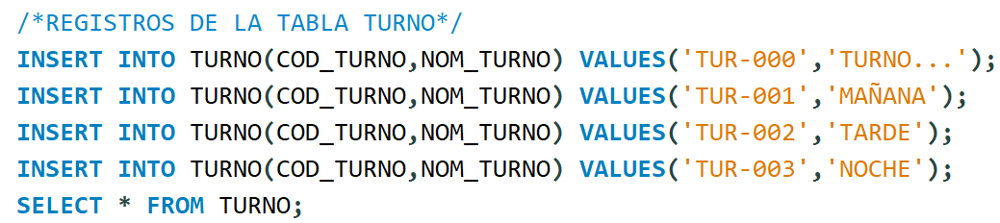 /*REGISTROS DE LA TABLA TURNO*/
INSERT INTO TURNO(COD_TURNO,NOM_TURNO) VALUES('TUR-000','TURNO...');
INSERT INTO TURNO(COD_TURNO,NOM_TURNO) VALUES('TUR-001','MAÑANA');
INSERT INTO TURNO(COD_TURNO,NOM_TURNO) VALUES('TUR-002','TARDE');
INSERT INTO TURNO(COD_TURNO,NOM_TURNO) VALUES('TUR-003','NOCHE');
SELECT * FROM TURNO;